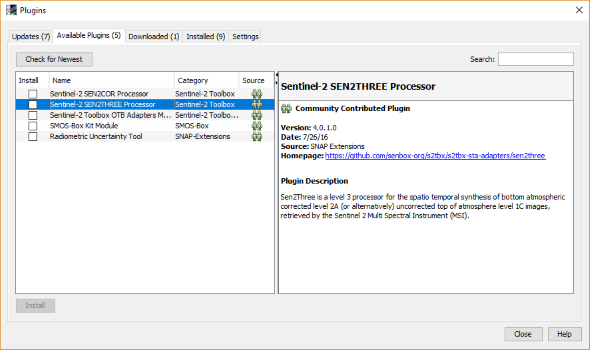 Plugins
Updates (7) Available Plugins (5) Downloaded (1) Installed (9) Settings
Check for Newest
Search:
Install Name Category Source
Sentinel-2 SEN2COR Processor Sentinel-2 Toolbox
Sentinel-2 SEN2THREE Processor Sentinel-2 Toolbox
Sentinel-2 Toolbox OTB Adapters M... Sentinel-2 Toolbo...
SMOS-Box Kit Module SMOS-Box
Radiometric Uncertainty Tool SNAP-Extensions
Sentinel-2 SEN2THREE Processor
Community Contributed Plugin
Version: 4.0.1.0
Date: 7/26/16
Source: SNAP Extensions
Homepage: https://github.com/senbox-org/s2tbx/s2tbx-sta-adapters/sen2three
Plugin Description
Sen2Three is a level 3 processor for the spatio temporal synthesis of bottom atmospheric
corrected level 2A (or alternatively) uncorrected top of atmosphere level 1C images,
retrieved by the Sentinel 2 Multi Spectral Instrument (MSI).
Install
Close Help